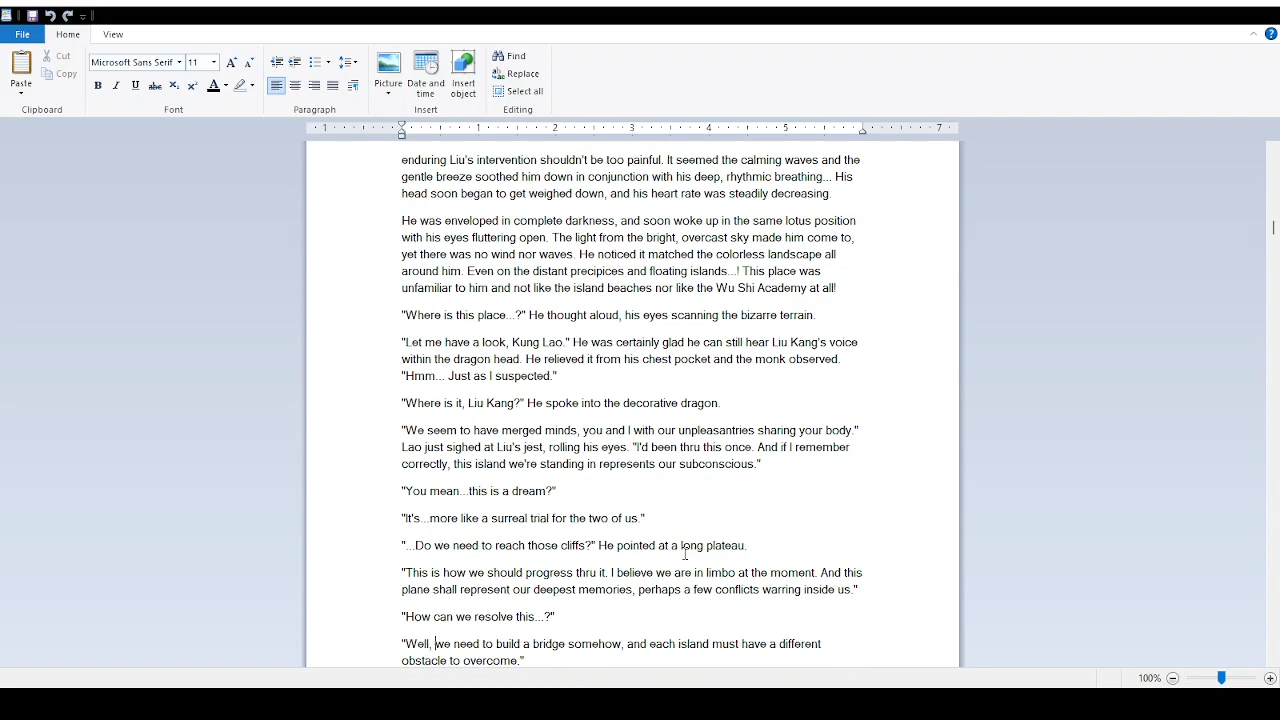 File Home View
Paste
Cut
Copy
Clipboard
Microsoft Sans Serif 11
Font
Paragraph
Picture
Date and time
Insert object
Insert
Find
Replace
Select all
Editing
1 1 2 3 4 5 7
enduring Liu's intervention shouldn't be too painful. It seemed the calming waves and the
gentle breeze soothed him down in conjunction with his deep, rhythmic breathing... His
head soon began to get weighed down, and his heart rate was steadily decreasing.
He was enveloped in complete darkness, and soon woke up in the same lotus position
with his eyes fluttering open. The light from the bright, overcast sky made him come to,
yet there was no wind nor waves. He noticed it matched the colorless landscape all
around him. Even on the distant precipices and floating islands...! This place was
unfamiliar to him and not like the island beaches nor like the Wu Shi Academy at all!
"Where is this place...?" He thought aloud, his eyes scanning the bizarre terrain.
"Let me have a look, Kung Lao." He was certainly glad he can still hear Liu Kang's voice
within the dragon head. He relieved it from his chest pocket and the monk observed.
"Hmm... Just as I suspected."
"Where is it, Liu Kang?" He spoke into the decorative dragon.
"We seem to have merged minds, you and I with our unpleasantries sharing your body."
Lao just sighed at Liu's jest, rolling his eyes. "I'd been thru this once. And if I remember
correctly, this island we're standing in represents our subconscious."
"You mean...this is a dream?"
"It's...more like a surreal trial for the two of us."
"...Do we need to reach those cliffs?" He pointed at a long plateau.
"This is how we should progress thru it. I believe we are in limbo at the moment. And this
plane shall represent our deepest memories, perhaps a few conflicts warring inside us."
"How can we resolve this...?"
"Well, we need to build a bridge somehow, and each island must have a different
obstacle to overcome."
100%